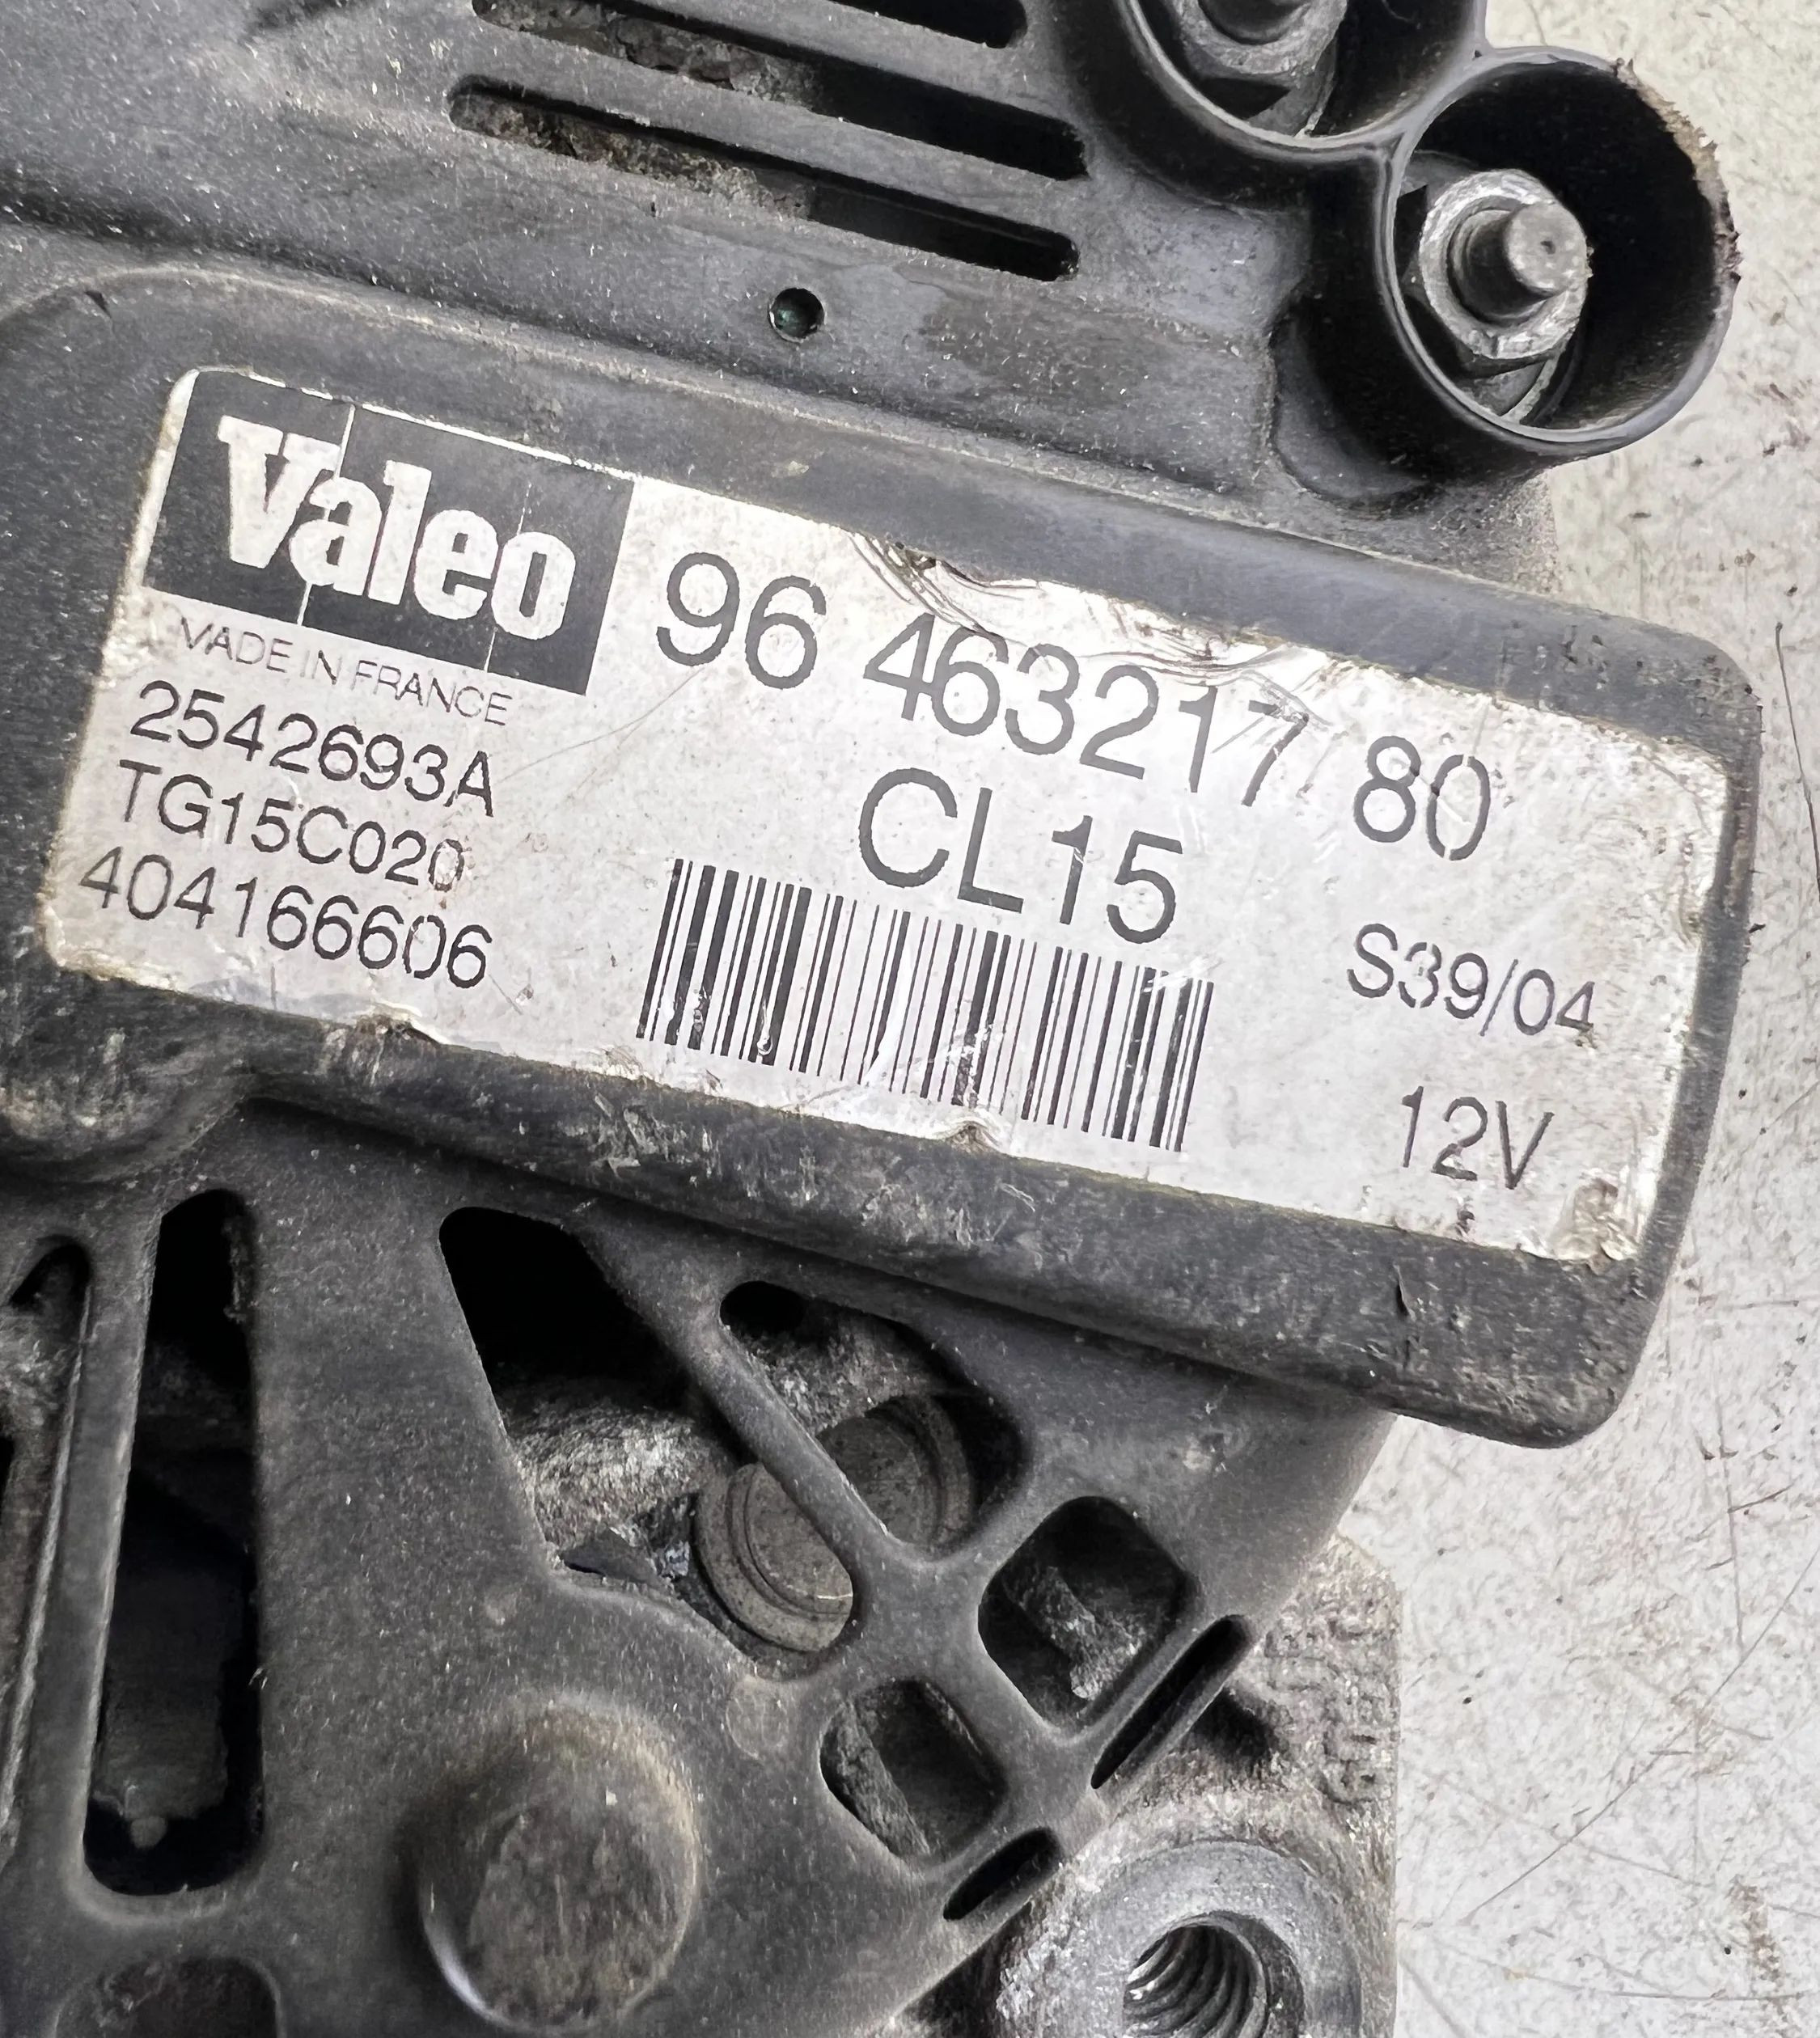 Valeo
MADE IN FRANCE
2542693A
TG15C020
404166606
96 463217 80
CL15
S39/04
12V